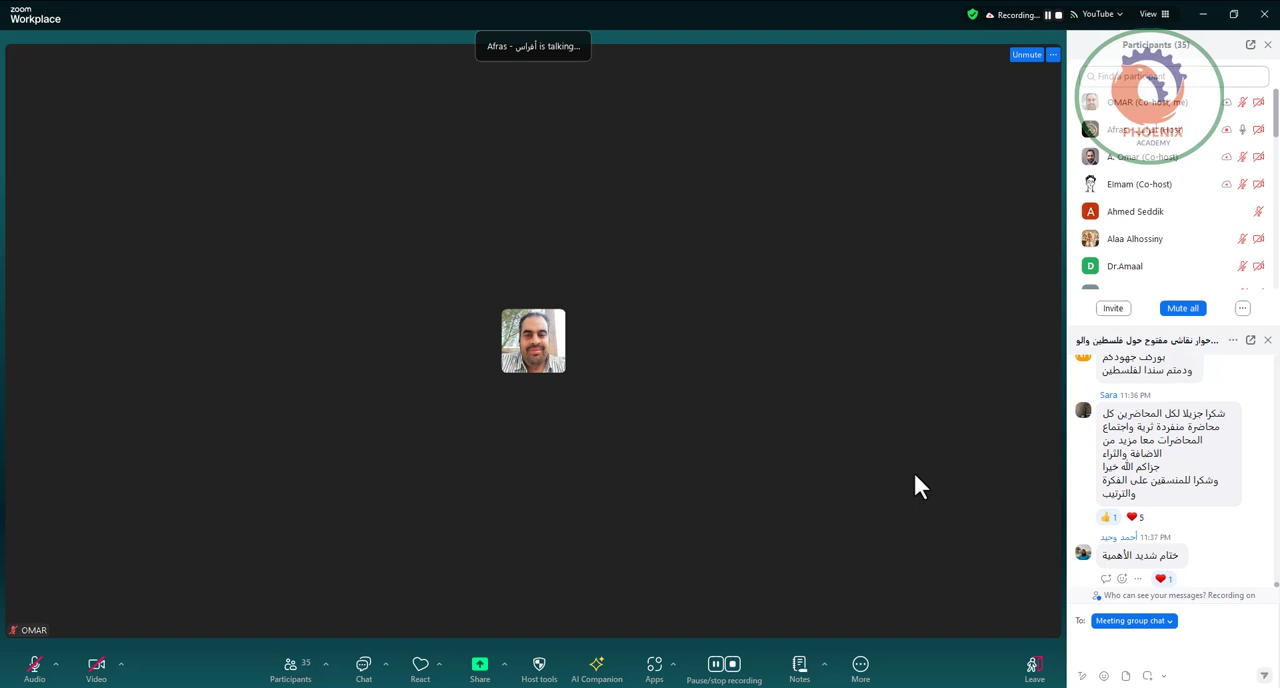 zoom
Workplace
Recording...
YouTube
View
Afras - أفراس is talking...
Unmute
OMAR
Participants (35)
Find a participant
OMAR (Co-host, me)
PHOENIX
ACADEMY
A. Omar (Co-host)
EImam (Co-host)
Ahmed Seddik
A
Alaa Alhossiny
D
Dr.Amaal
Invite
Mute all
حوار نقاشي مفتوح حول فلسطين والو...
بوركت جهودكم
ودمتم سندا لفلسطين
Sara 11:36 PM
شكرا جزيلا لكل المحاضرين كل
محاضرة منفردة ثرية واجتماع
المحاضرات معا مزيد من
الاضافة والثراء
جزاكم الله خيرا
وشكرا للمنسقين على الفكرة
والترتيب
1
5
أحمد وحيد 11:37 PM
ختام شديد الأهمية
1
Who can see your messages? Recording on
To: Meeting group chat
Audio
Video
35
Participants
Chat
React
Share
Host tools
AI Companion
Apps
Pause/stop recording
Notes
More
Leave